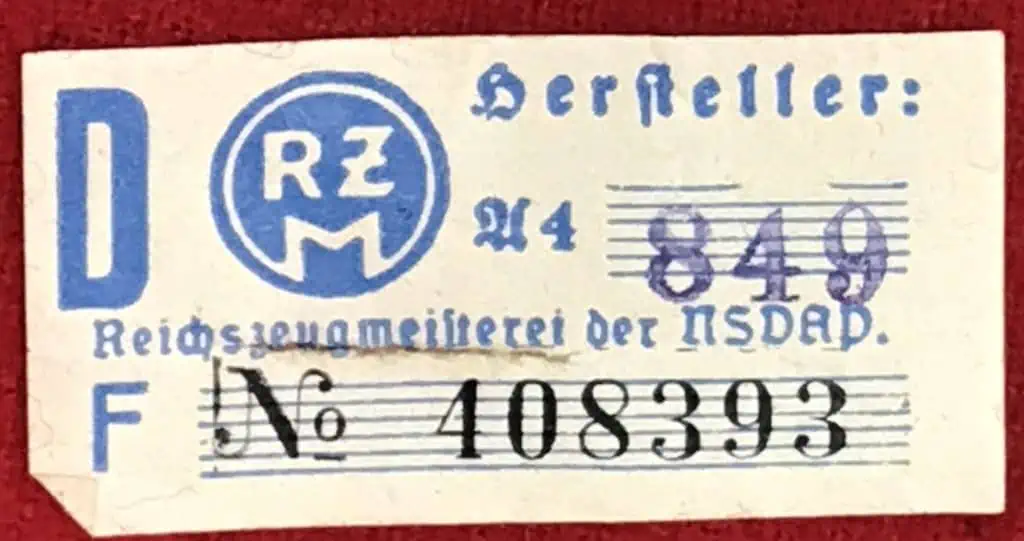 D RZM Hersteller:
A4 849
Reichszeugmeisterei der NSDAP.
F № 408393